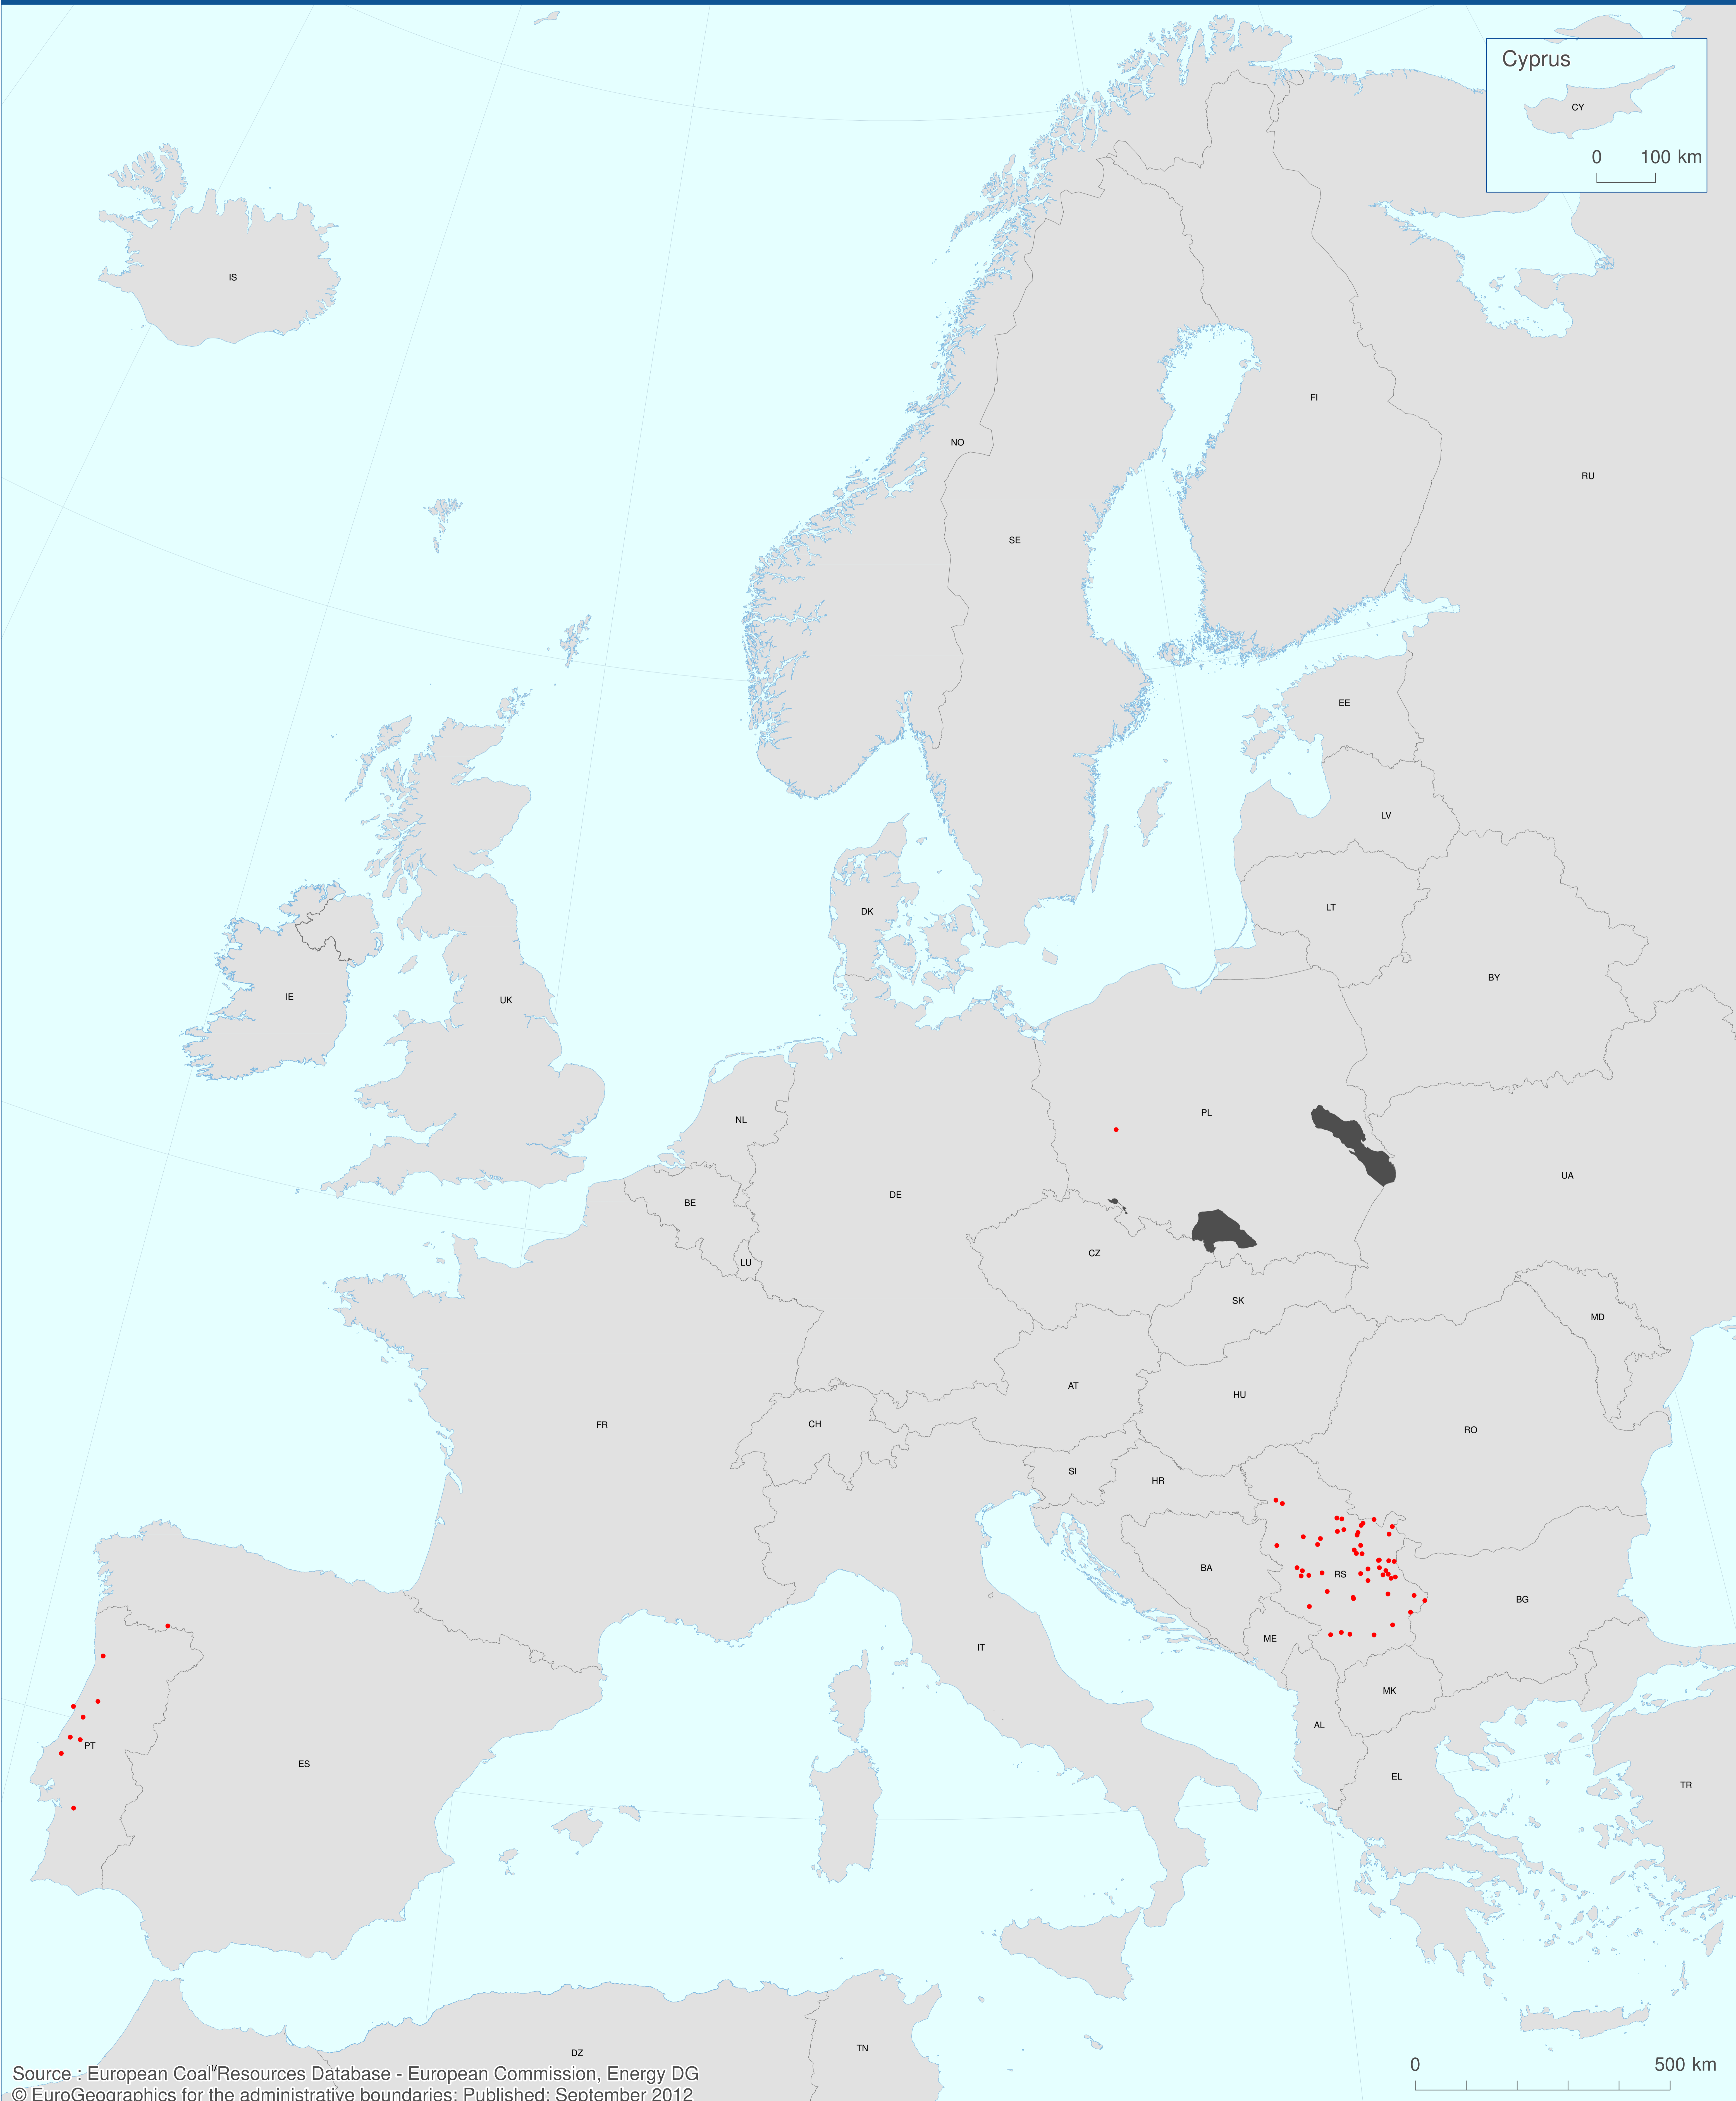 Cyprus
CY
0 100 km
IS
FI
NO
RU
SE
EE
LV
LT
DK
BY
IE
UK
PL
NL
UA
DE
BE
CZ
LU
SK
MD
AT
HU
CH
FR
RO
SI
HR
BA
RS
BG
ME
IT
MK
AL
PT
ES
EL
TR
TN
DZ
0 500 km
Source : European Coal Resources Database - European Commission, Energy DG
© EuroGeographics for the administrative boundaries; Published: September 2012